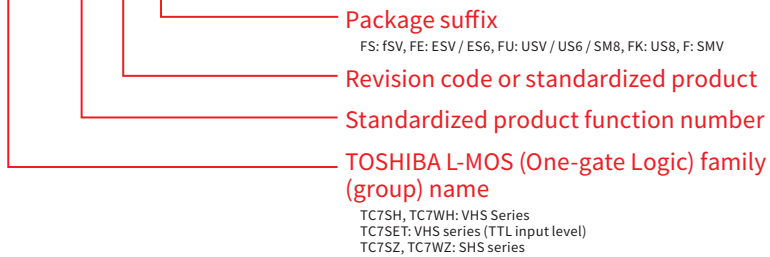 Package suffix
FS: fSV, FE: ESV / ES6, FU: USV / US6 / SM8, FK: US8, F: SMV
Revision code or standardized product
Standardized product function number
TOSHIBA L-MOS (One-gate Logic) family
(group) name
TC7SH, TC7WH: VHS Series
TC7SET: VHS series (TTL input level)
TC7SZ, TC7WZ: SHS series